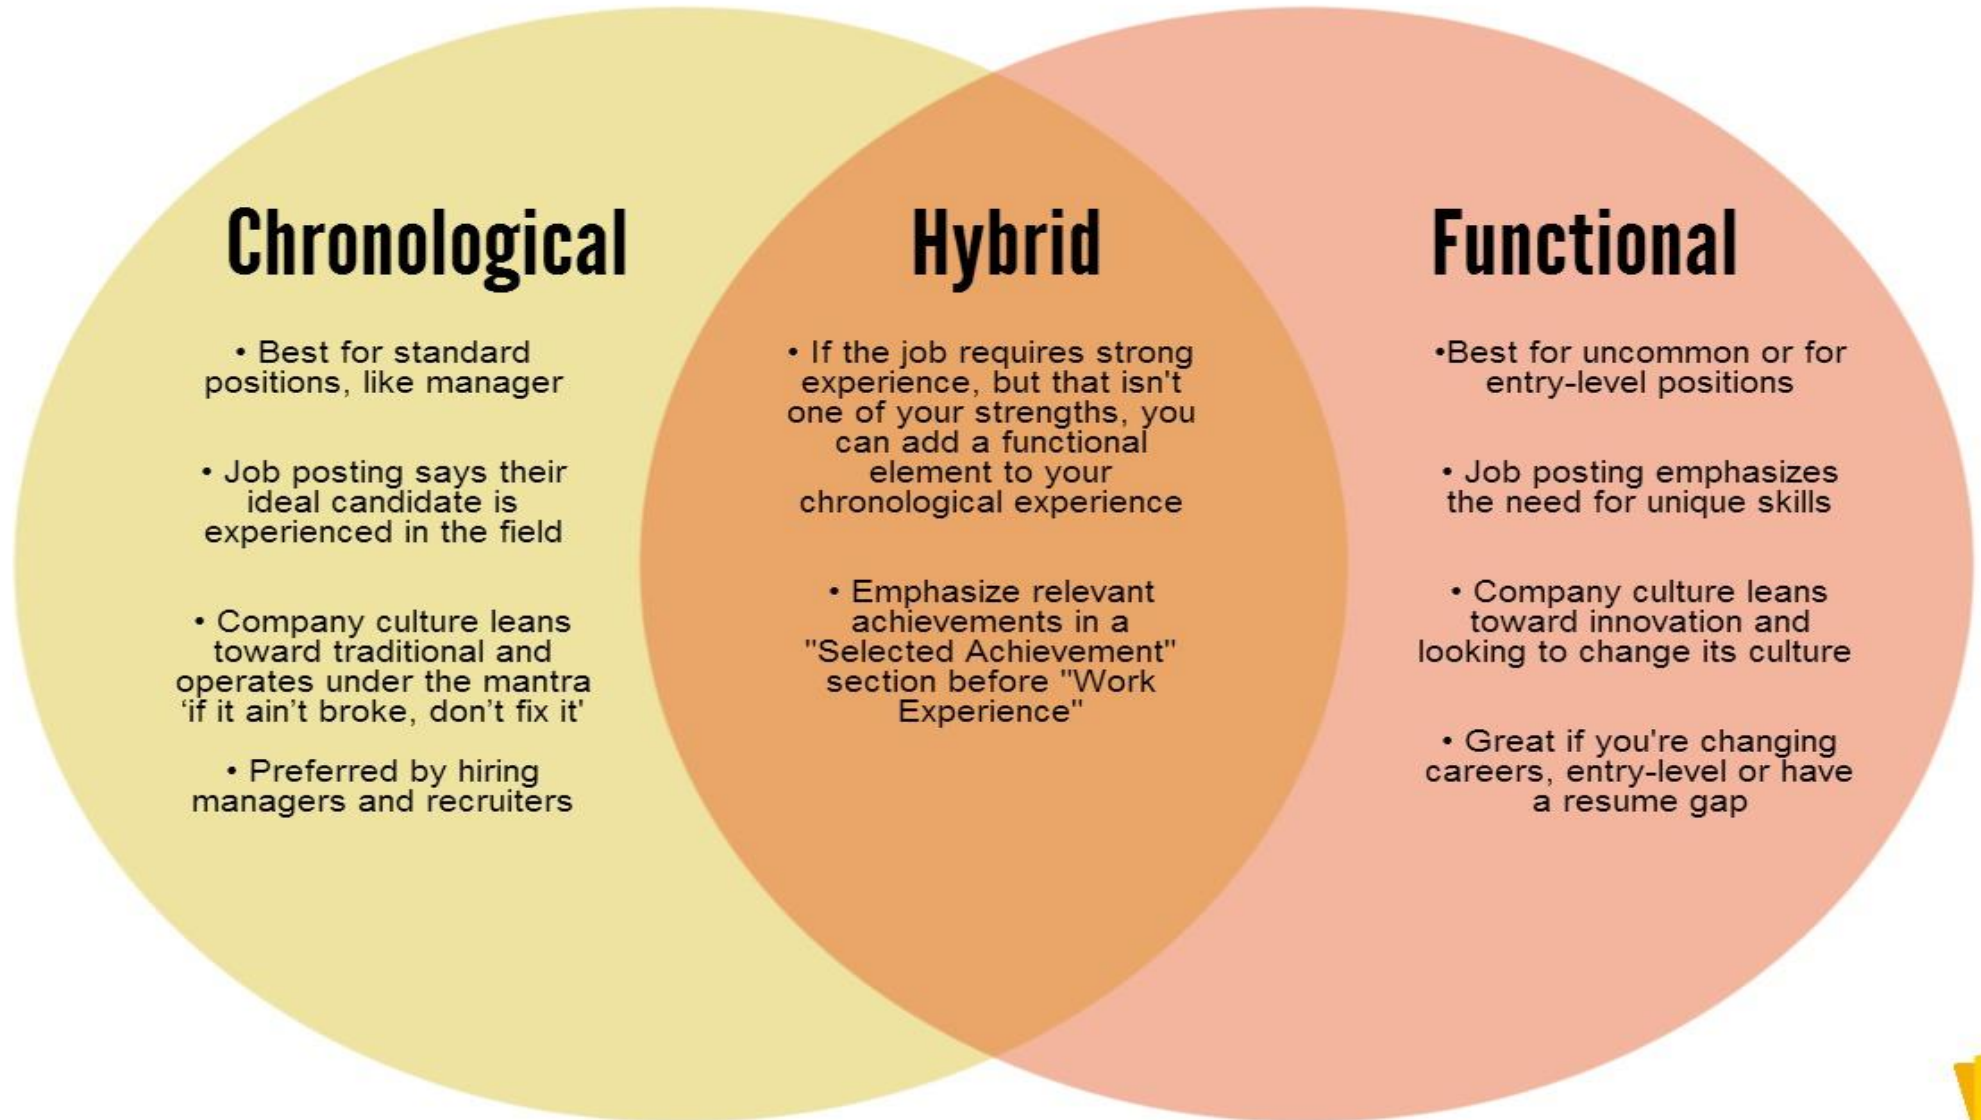 Chronological
• Best for standard
positions, like manager
• Job posting says their
ideal candidate is
experienced in the field
• Company culture leans
toward traditional and
operates under the mantra
‘if it ain’t broke, don’t fix it'
• Preferred by hiring
managers and recruiters
Hybrid
• If the job requires strong
experience, but that isn't
one of your strengths, you
can add a functional
element to your
chronological experience
• Emphasize relevant
achievements in a
"Selected Achievement"
section before "Work
Experience"
Functional
•Best for uncommon or for
entry-level positions
• Job posting emphasizes
the need for unique skills
• Company culture leans
toward innovation and
looking to change its culture
• Great if you're changing
careers, entry-level or have
a resume gap